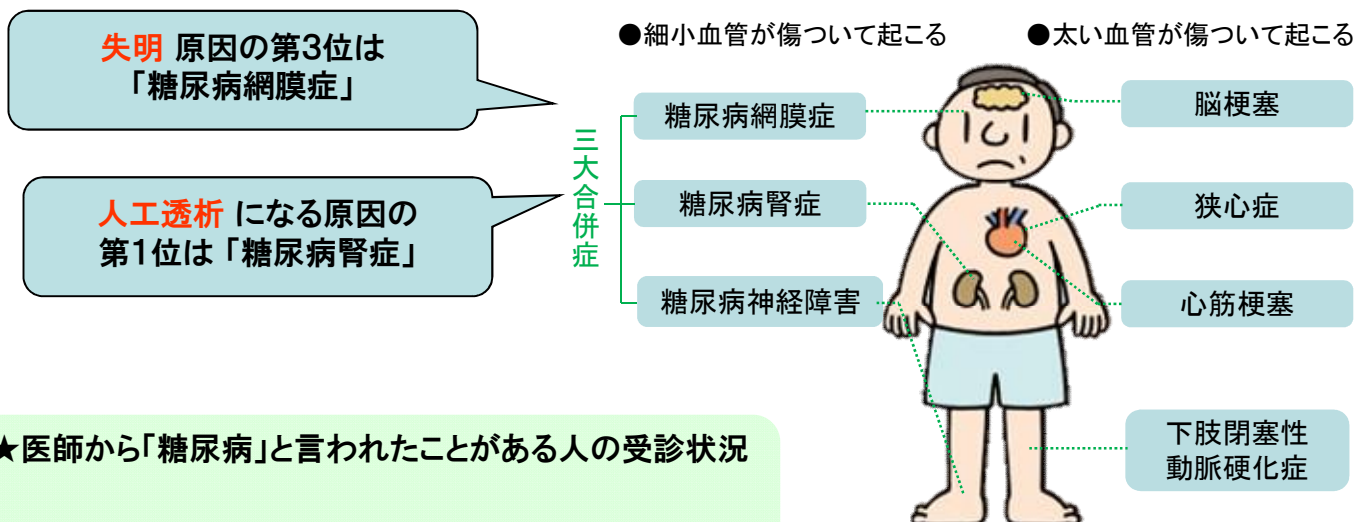 失明 原因の第3位は
「糖尿病網膜症」
人工透析 になる原因の
第1位は「糖尿病腎症」
●細小血管が傷ついて起こる
三大合併症
糖尿病網膜症
糖尿病腎症
糖尿病神経障害
●太い血管が傷ついて起こる
脳梗塞
狭心症
心筋梗塞
下肢閉塞性
動脈硬化症
★医師から「糖尿病」と言われたことがある人の受診状況